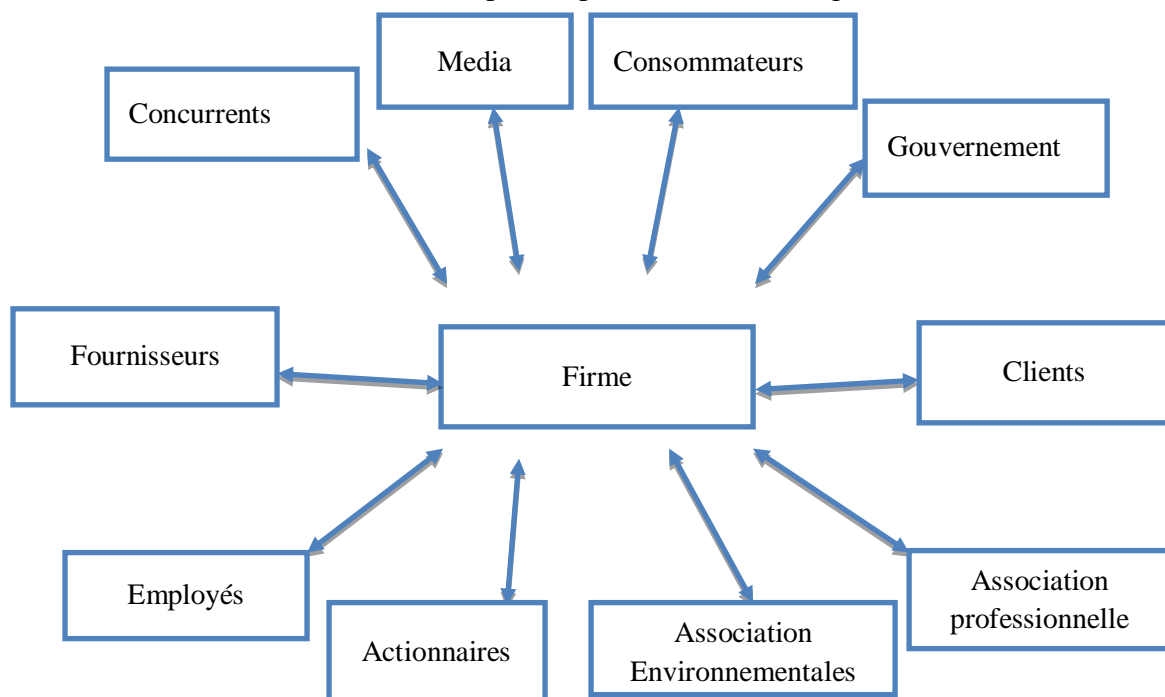 Media
Consommateurs
Concurrents
Gouvernement
Fournisseurs
Firme
Clients
Employés
Association
professionnelle
Actionnaires
Association
Environnementales